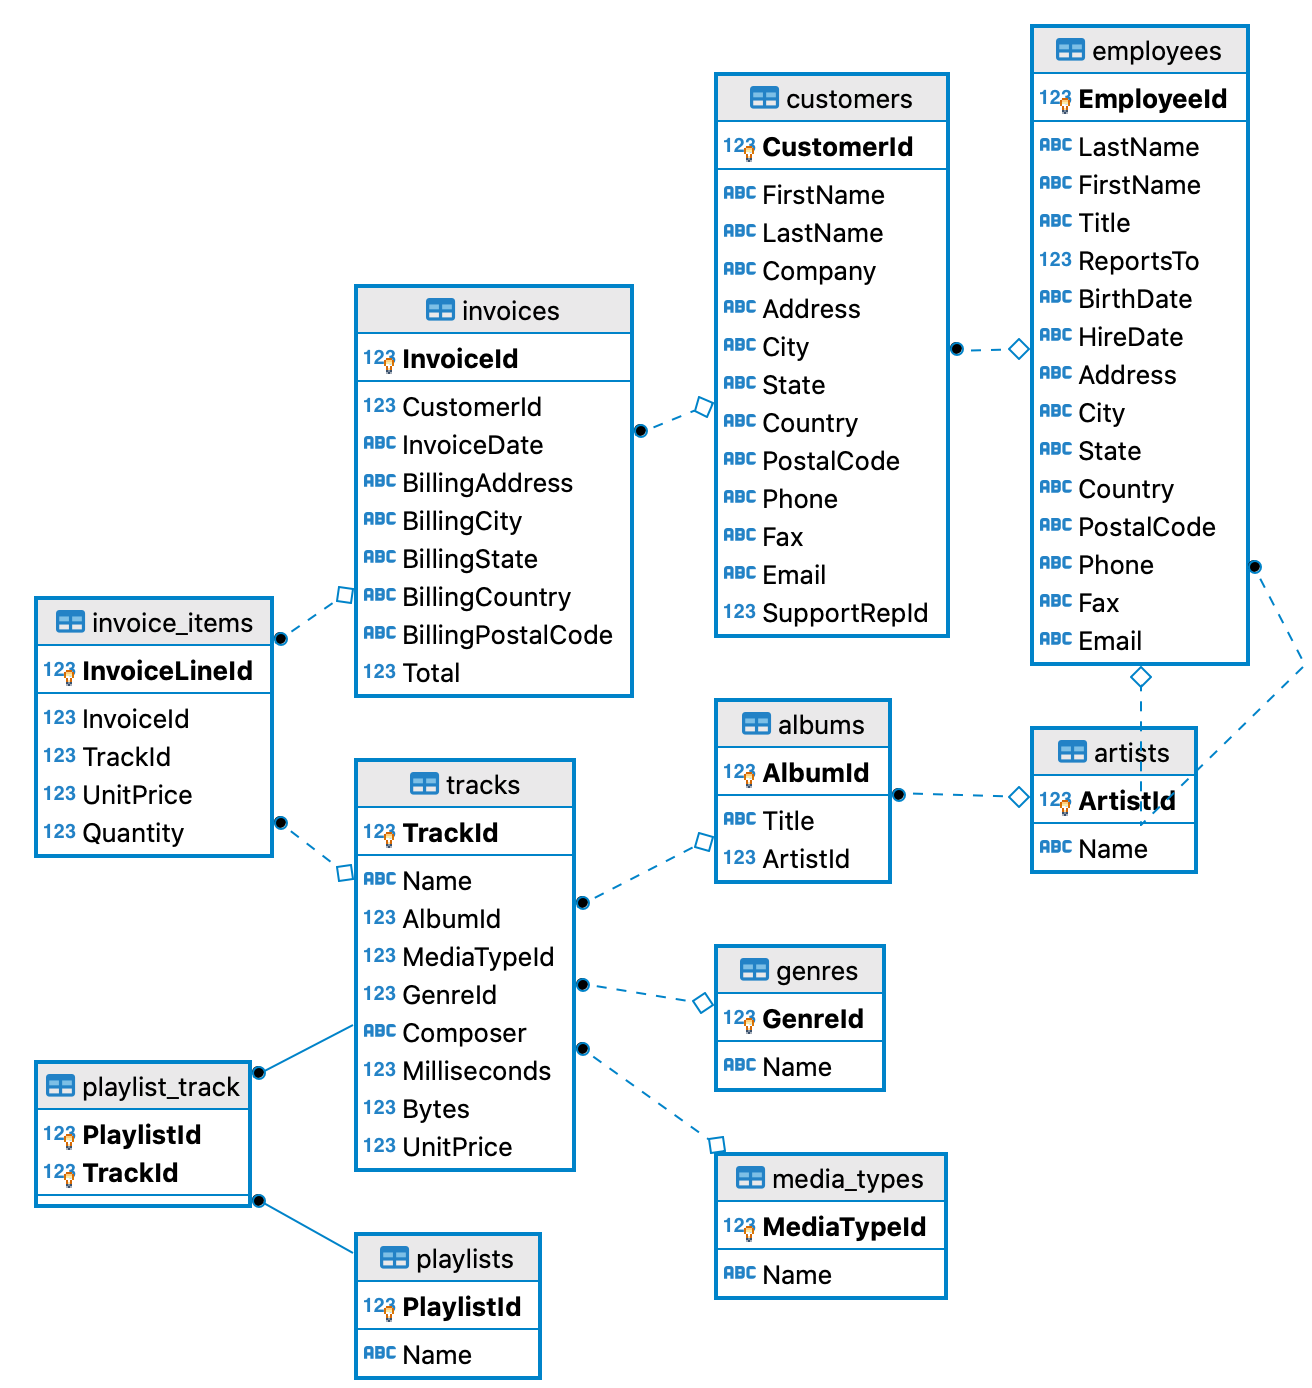 employees
123 EmployeeId
ABC LastName
ABC FirstName
ABC Title
123 ReportsTo
ABC BirthDate
ABC HireDate
ABC Address
ABC City
ABC State
ABC Country
ABC PostalCode
ABC Phone
ABC Fax
ABC Email
customers
123 CustomerId
ABC FirstName
ABC LastName
ABC Company
ABC Address
ABC City
ABC State
ABC Country
ABC PostalCode
ABC Phone
ABC Fax
ABC Email
123 SupportRepId
invoices
123 InvoiceId
123 CustomerId
ABC InvoiceDate
ABC BillingAddress
ABC BillingCity
ABC BillingState
ABC BillingCountry
ABC BillingPostalCode
123 Total
invoice_items
123 InvoiceLineId
123 InvoiceId
123 TrackId
123 UnitPrice
123 Quantity
tracks
123 TrackId
ABC Name
123 AlbumId
123 MediaTypeId
123 GenreId
ABC Composer
123 Milliseconds
123 Bytes
123 UnitPrice
albums
123 AlbumId
ABC Title
123 ArtistId
artists
123 ArtistId
ABC Name
genres
123 GenreId
ABC Name
playlist_track
123 PlaylistId
123 TrackId
media_types
123 MediaTypeId
ABC Name
playlists
123 PlaylistId
ABC Name